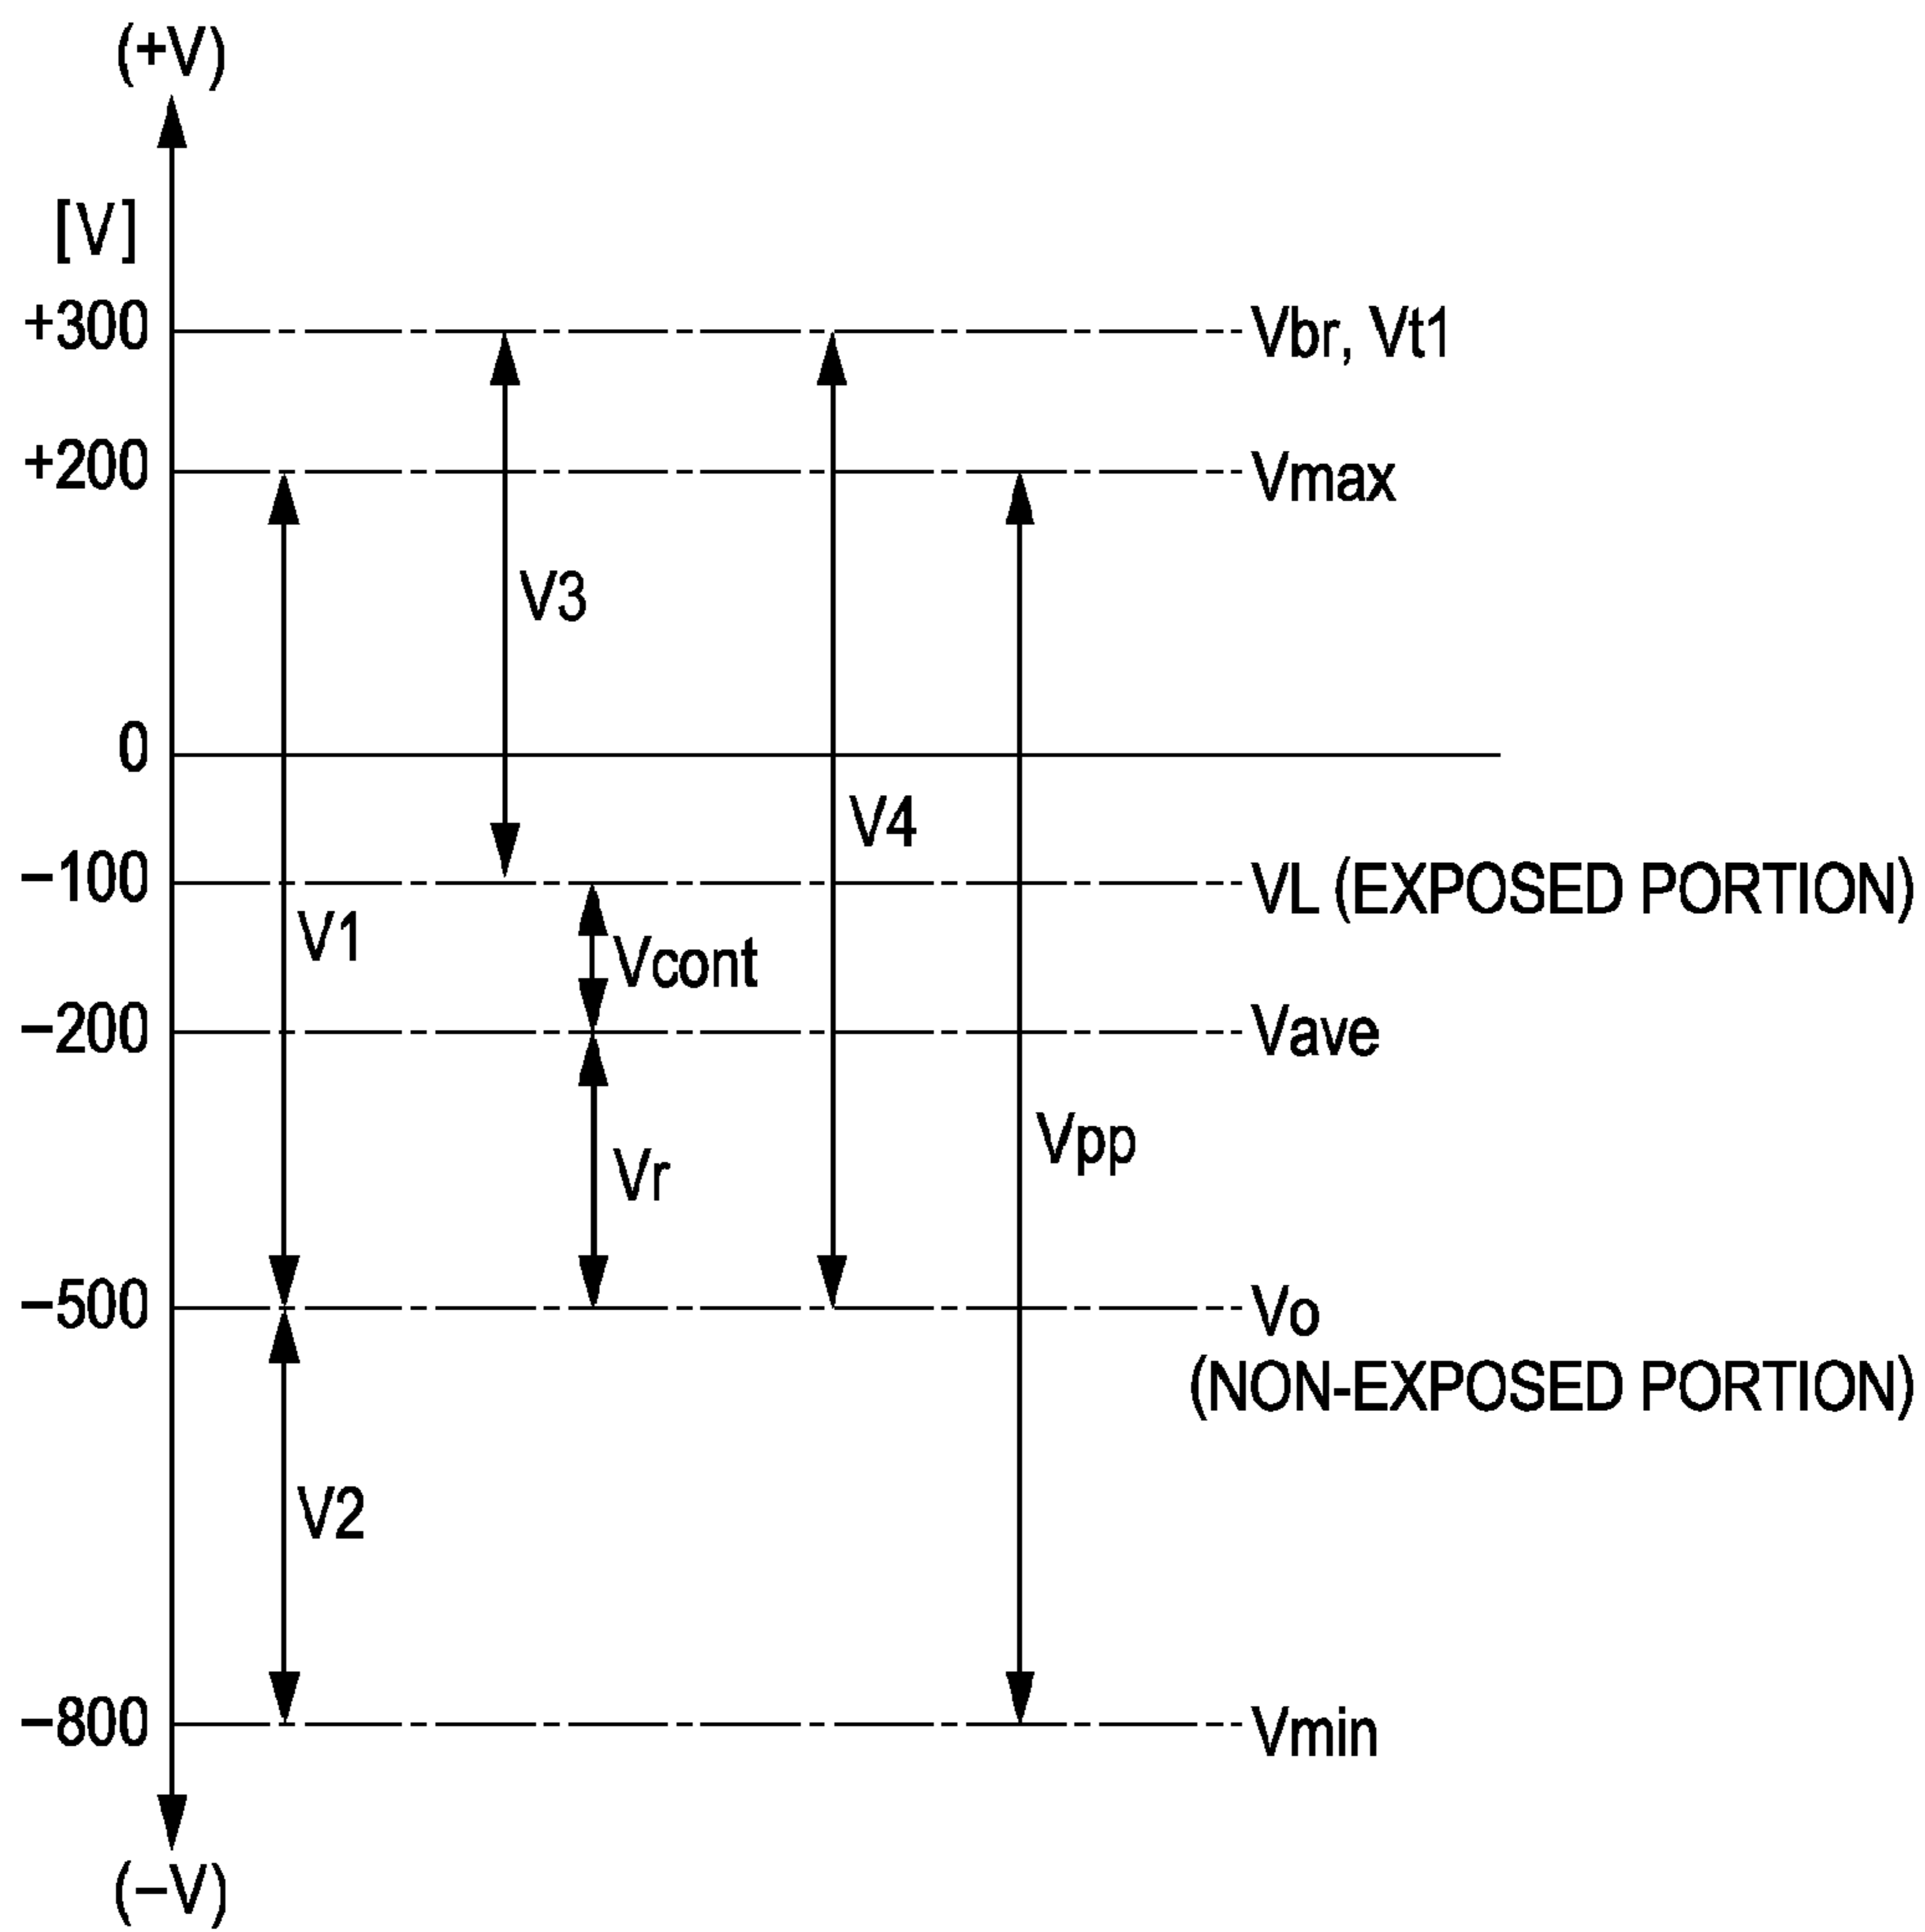 (+V)
[V]
+300
Vbr, Vt1
+200
Vmax
V3
0
V4
−100
VL (EXPOSED PORTION)
V1
Vcont
−200
Vave
Vpp
Vr
−500
Vo
(NON-EXPOSED PORTION)
V2
−800
Vmin
(−V)